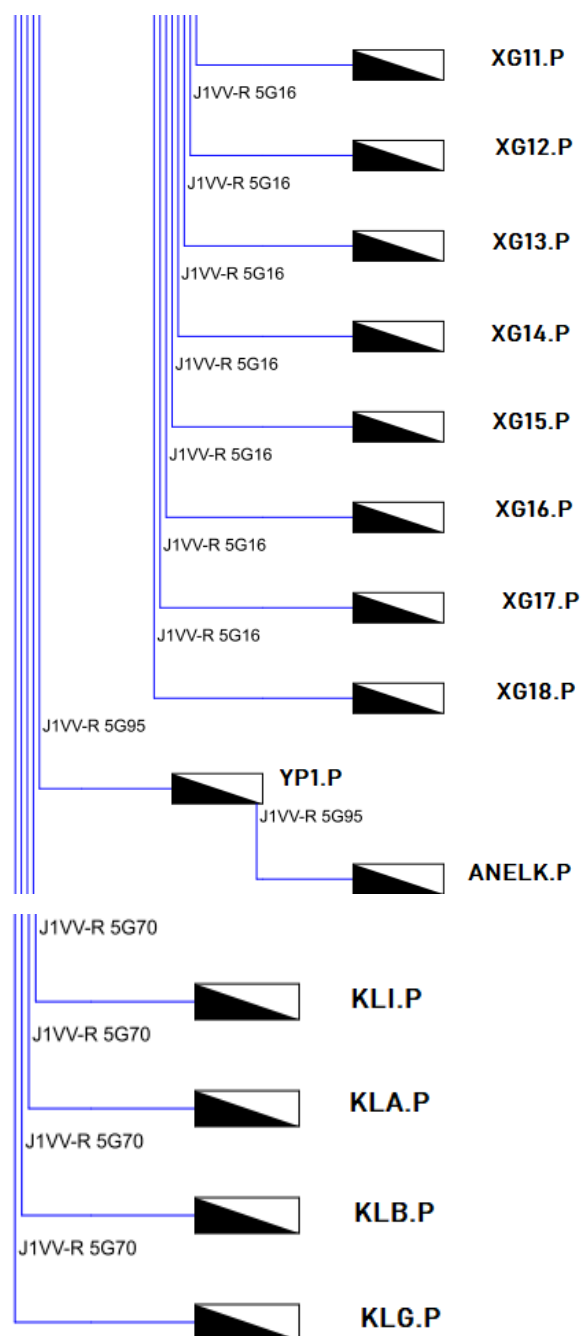 XG11.P
J1VV-R 5G16
XG12.P
J1VV-R 5G16
XG13.P
J1VV-R 5G16
XG14.P
J1VV-R 5G16
XG15.P
J1VV-R 5G16
XG16.P
J1VV-R 5G16
XG17.P
J1VV-R 5G16
XG18.P
J1VV-R 5G95
YP1.P
J1VV-R 5G95
ANELK.P
J1VV-R 5G70
KLI.P
J1VV-R 5G70
KLA.P
J1VV-R 5G70
KLB.P
J1VV-R 5G70
KLG.P